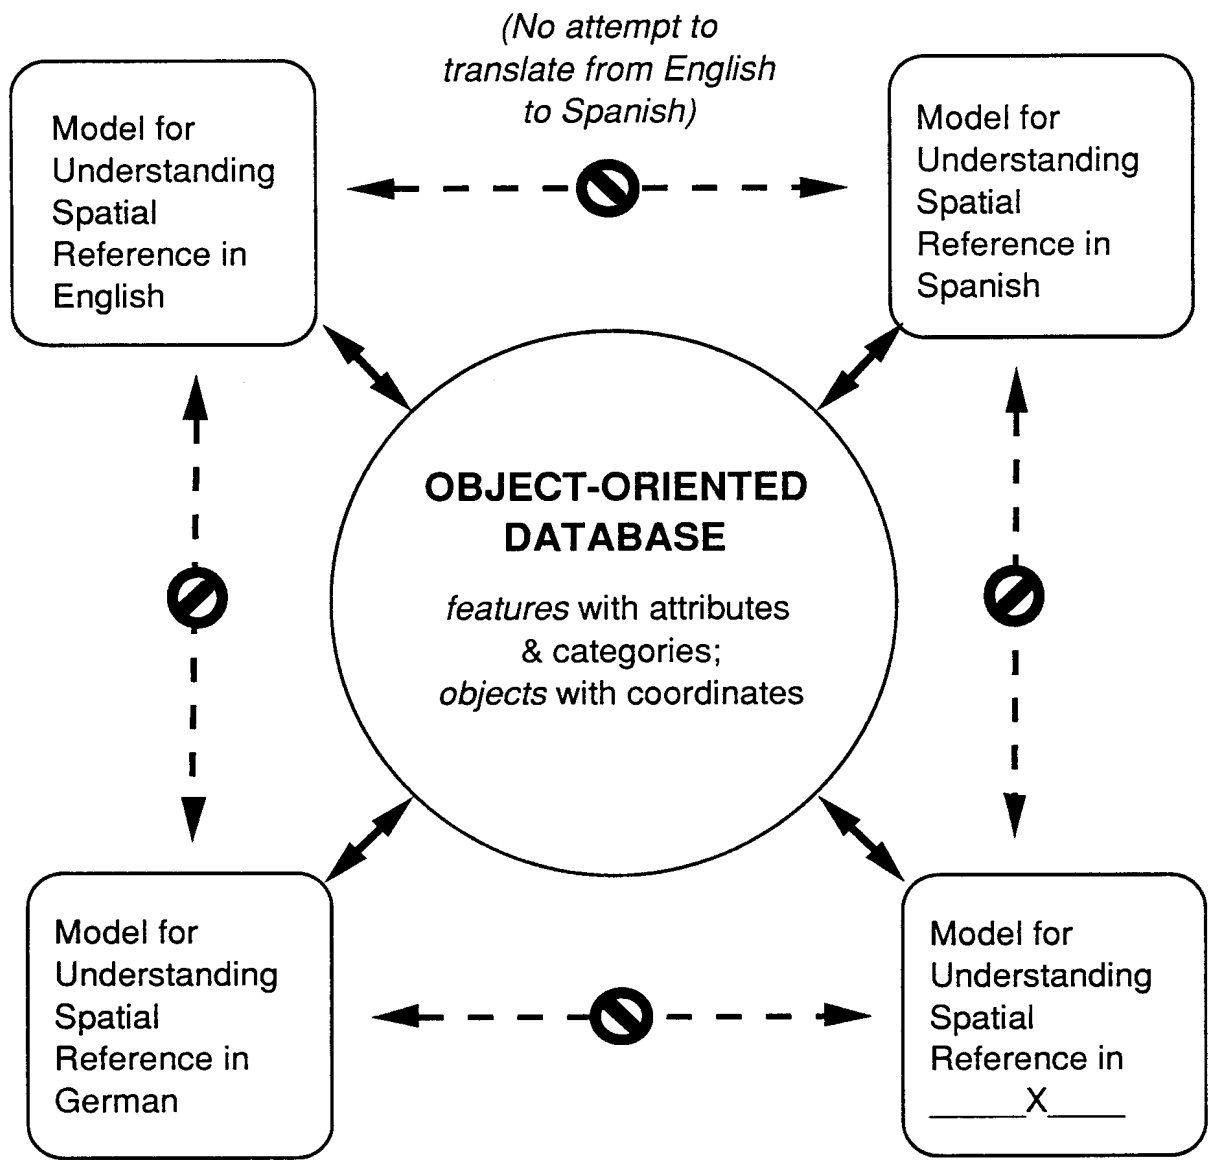 (No attempt to
translate from English
to Spanish)
Model for
Understanding
Spatial
Reference in
English
Model for
Understanding
Spatial
Reference in
Spanish
OBJECT-ORIENTED
DATABASE
features with attributes
& categories;
objects with coordinates
Model for
Understanding
Spatial
Reference in
German
Model for
Understanding
Spatial
Reference in
_____X____